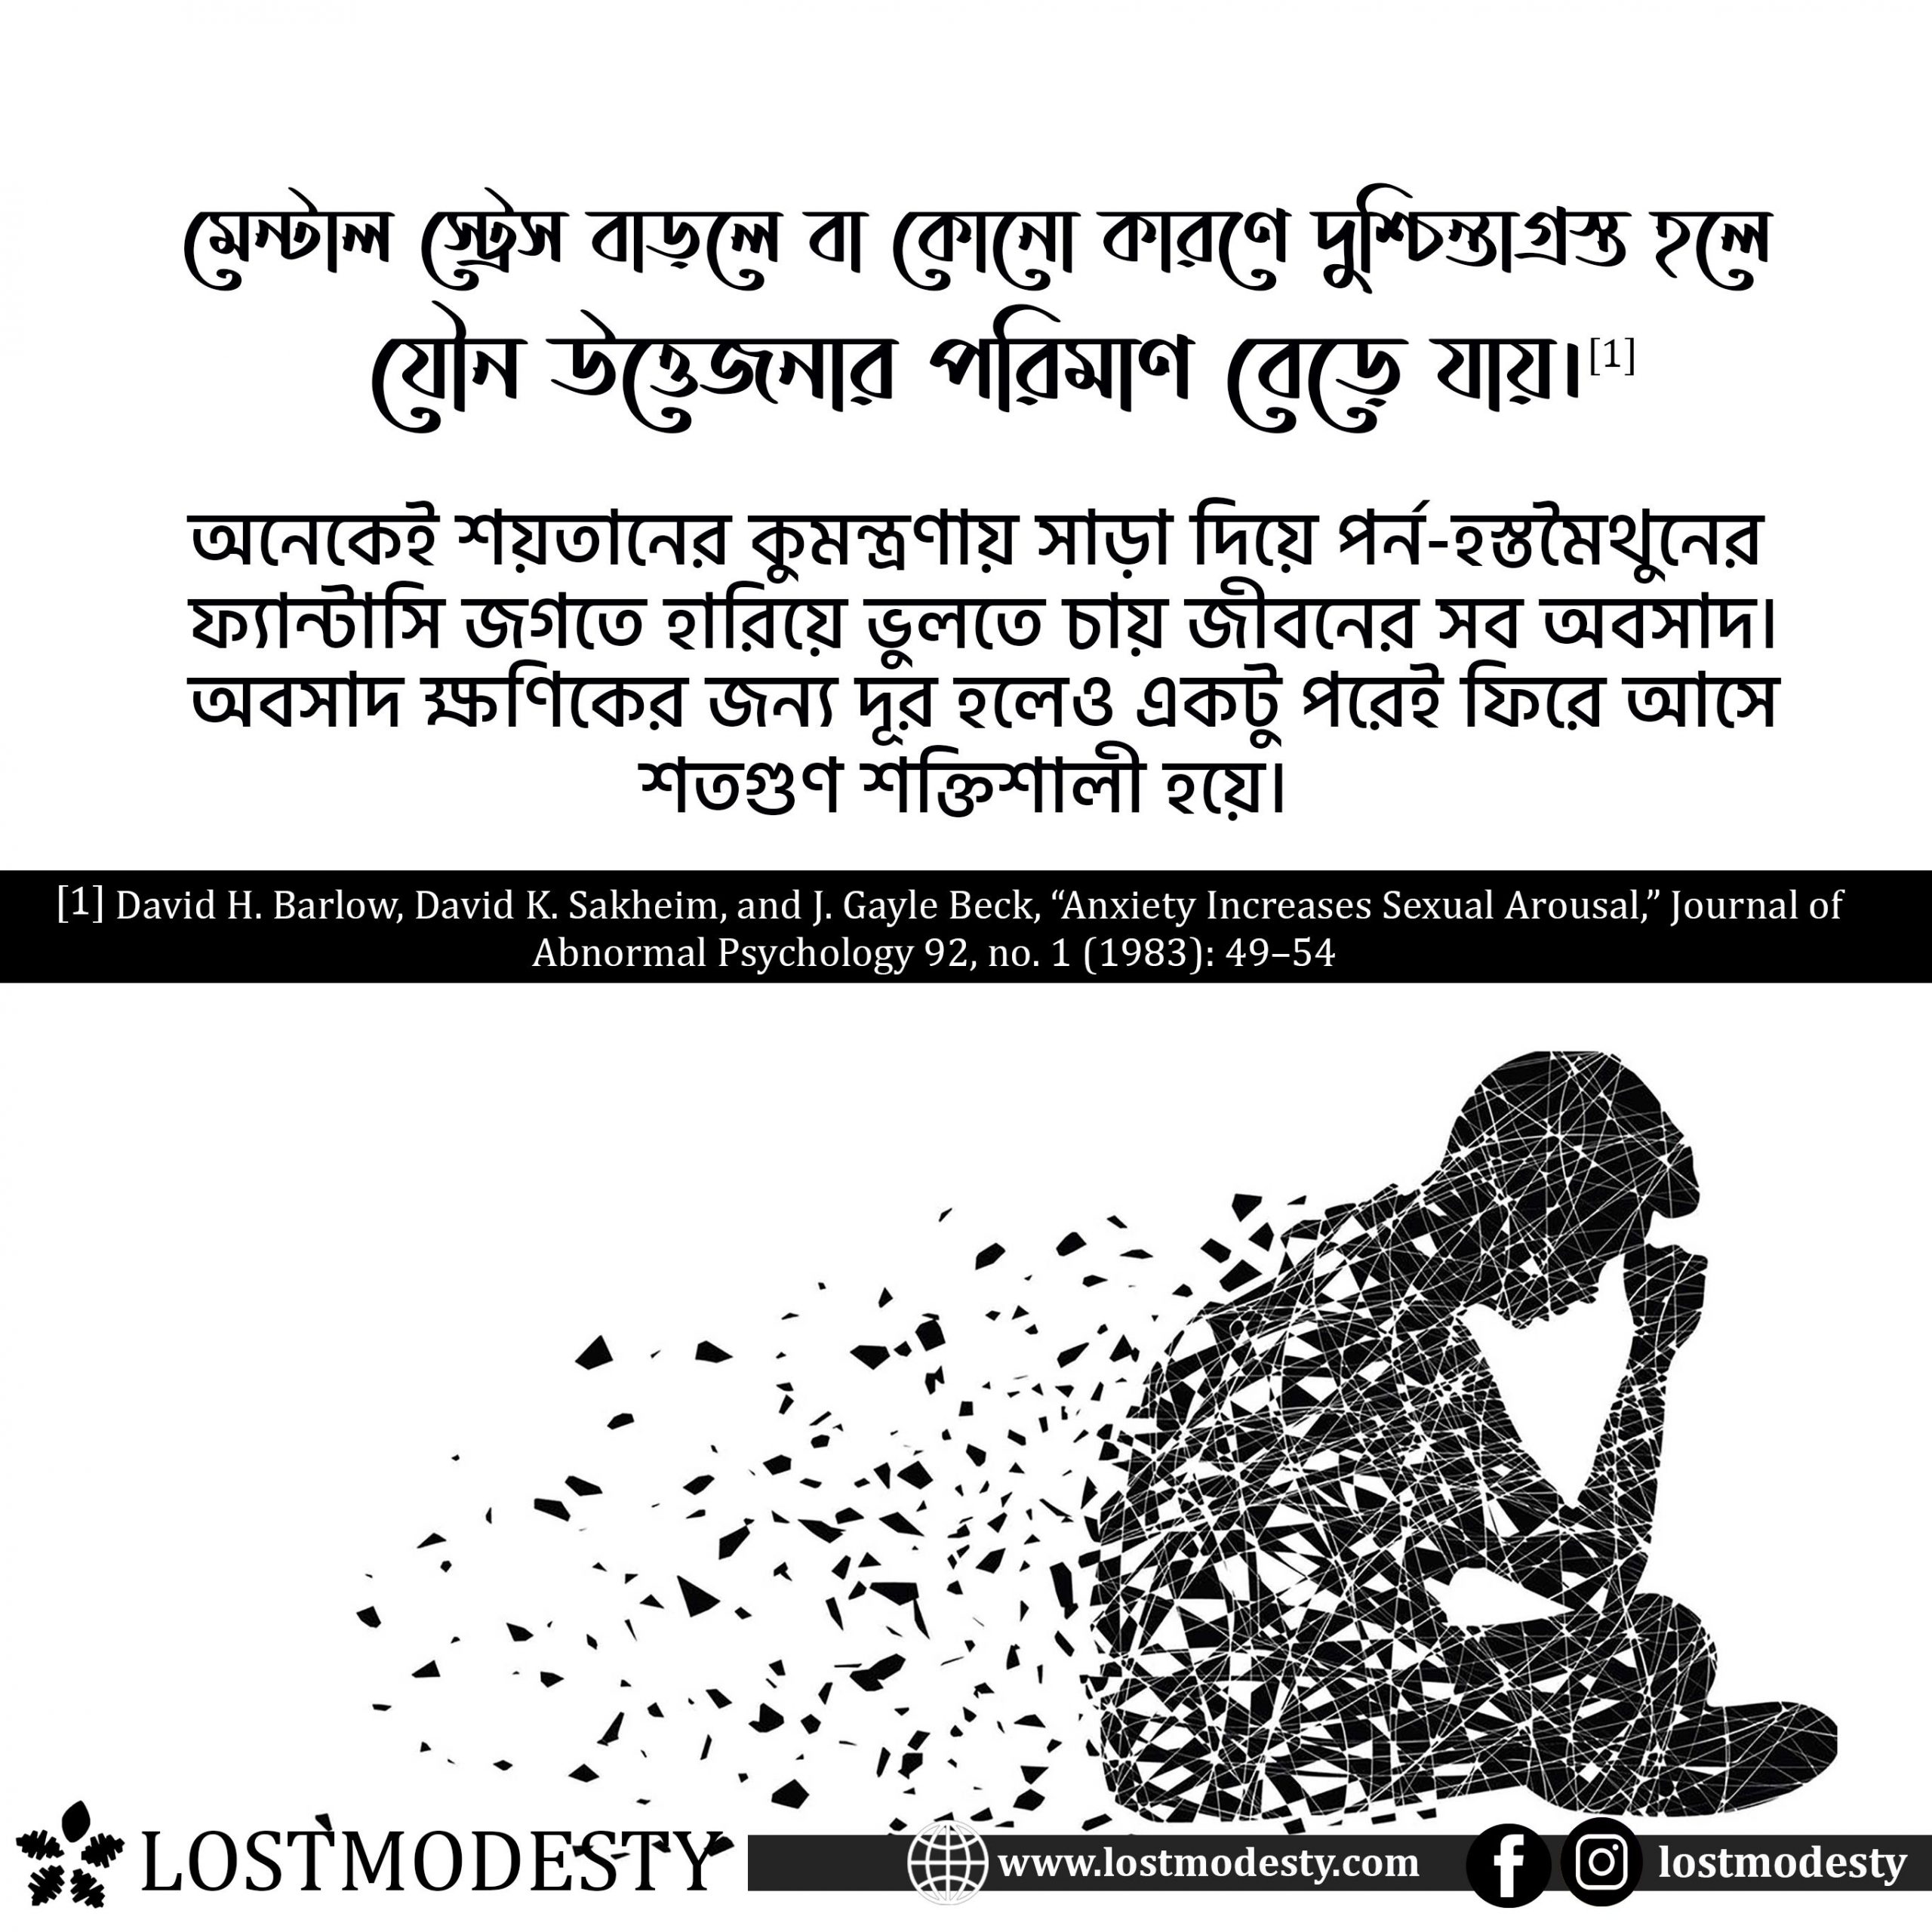 মেন্টাল স্ট্রেস বাড়লে বা কোনো কারণে দুশ্চিন্তাগ্রস্ত হলে
যৌন উত্তেজনার পরিমাণ বেড়ে যায়।[1]
অনেকেই শয়তানের কুমন্ত্রণায় সাড়া দিয়ে পর্ন-হস্তমৈথুনের
ফ্যান্টাসি জগতে হারিয়ে ভুলতে চায় জীবনের সব অবসাদ।
অবসাদ ক্ষণিকের জন্য দূর হলেও একটু পরেই ফিরে আসে
শতগুণ শক্তিশালী হয়ে।
[1] David H. Barlow, David K. Sakheim, and J. Gayle Beck, “Anxiety Increases Sexual Arousal,” Journal of
Abnormal Psychology 92, no. 1 (1983): 49–54
LOSTMODESTY
www.lostmodesty.com
lostmodesty